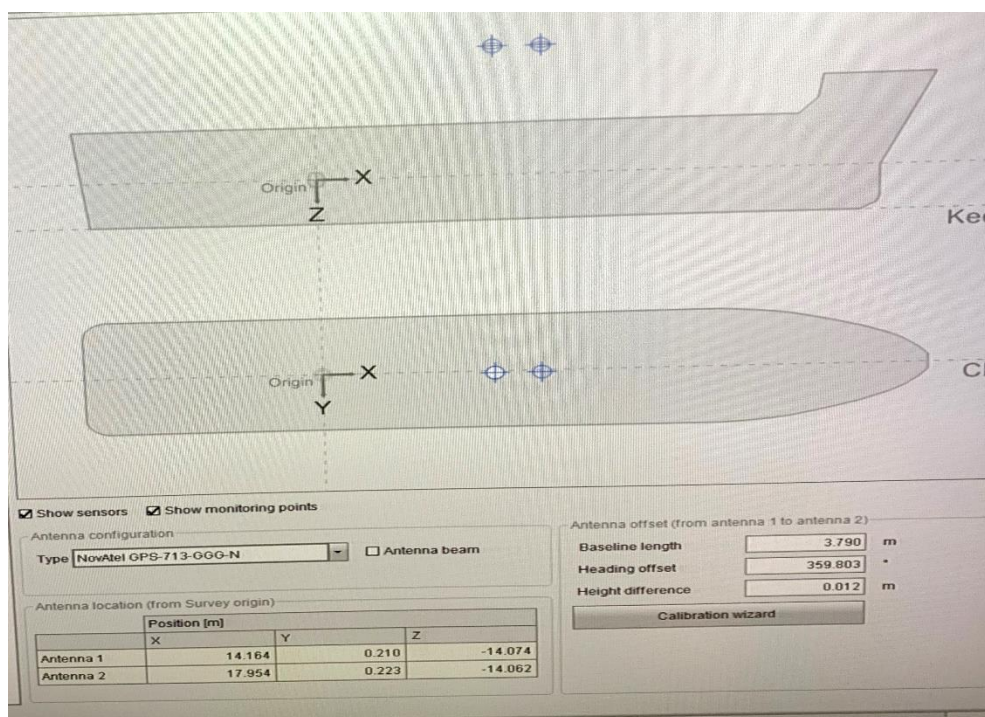 Origin X
Z
Origin X
Y
Show sensors Show monitoring points
Antenna configuration
Type NovAtel GPS-713-GGG-N Antenna beam
Antenna location (from Survey origin)
Position [m]
X Y Z
Antenna 1 14.164 0.210 -14.074
Antenna 2 17.954 0.223 -14.062
Antenna offset (from antenna 1 to antenna 2)
Baseline length 3.790 m
Heading offset 359.803 °
Height difference 0.012 m
Calibration wizard